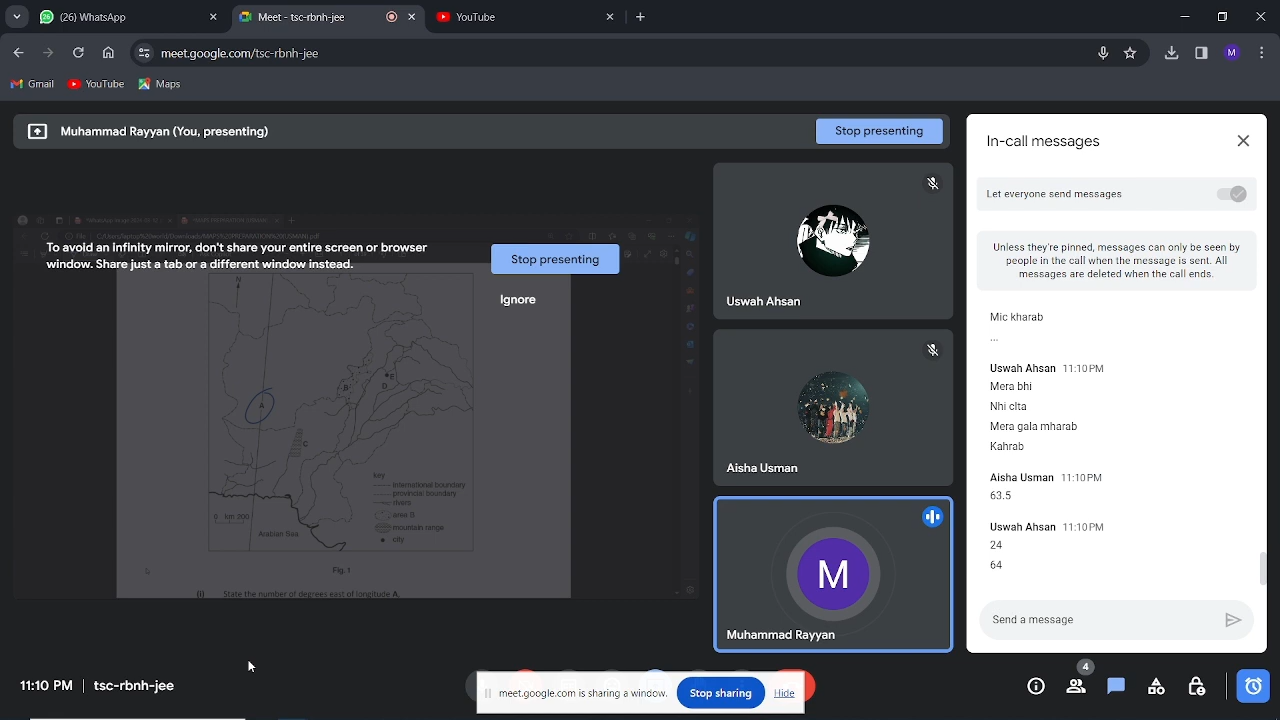 (26) WhatsApp
Meet - tsc-rbnh-jee
YouTube
meet.google.com/tsc-rbnh-jee
M
Gmail
YouTube
Maps
Muhammad Rayyan (You, presenting)
Stop presenting
To avoid an infinity mirror, don't share your entire screen or browser
window. Share just a tab or a different window instead.
Stop presenting
Ignore
N
A
B
E
D
C
key
international boundary
provincial boundary
rivers
area B
mountain range
city
0 km 200
Arabian Sea
Fig. 1
(i) State the number of degrees east of longitude A.
Uswah Ahsan
Aisha Usman
M
Muhammad Rayyan
In-call messages
Let everyone send messages
Unless they're pinned, messages can only be seen by
people in the call when the message is sent. All
messages are deleted when the call ends.
Mic kharab
...
Uswah Ahsan 11:10 PM
Mera bhi
Nhi clta
Mera gala mharab
Kahrab
Aisha Usman 11:10 PM
63.5
Uswah Ahsan 11:10 PM
24
64
Send a message
11:10 PM | tsc-rbnh-jee
meet.google.com is sharing a window.
Stop sharing
Hide
4